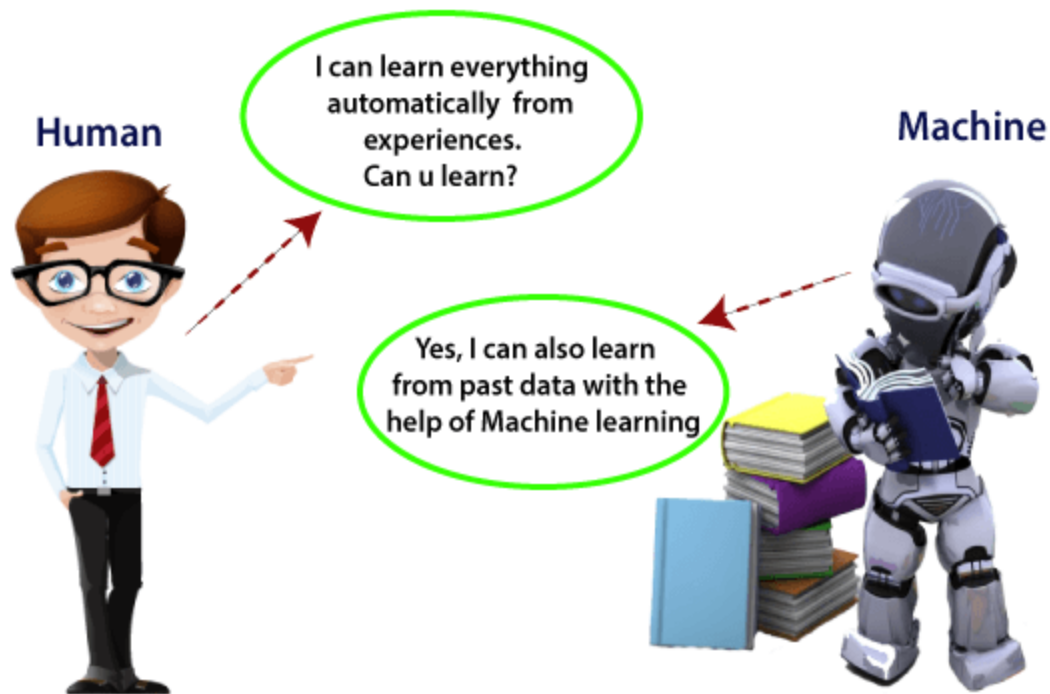 Human
I can learn everything
automatically from
experiences.
Can u learn?
Machine
Yes, I can also learn
from past data with the
help of Machine learning